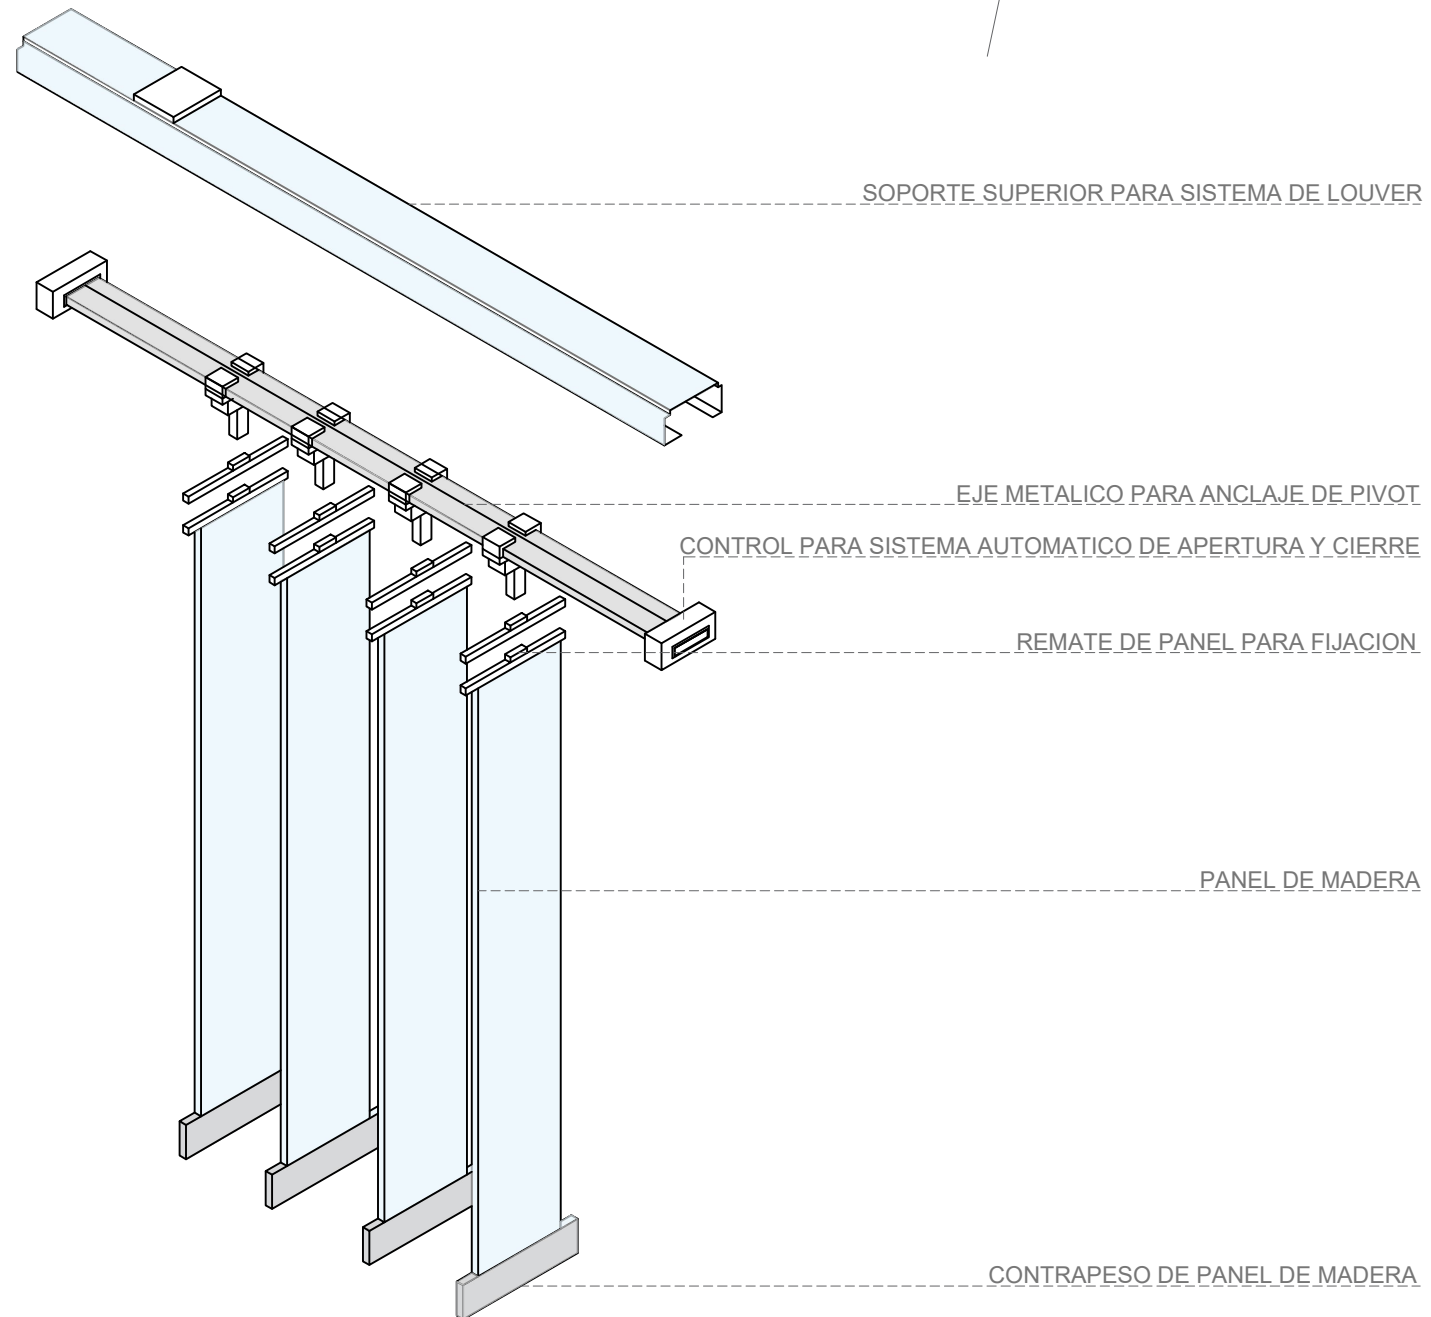 SOPORTE SUPERIOR PARA SISTEMA DE LOUVER
EJE METALICO PARA ANCLAJE DE PIVOT
CONTROL PARA SISTEMA AUTOMATICO DE APERTURA Y CIERRE
REMATE DE PANEL PARA FIJACION
PANEL DE MADERA
CONTRAPESO DE PANEL DE MADERA